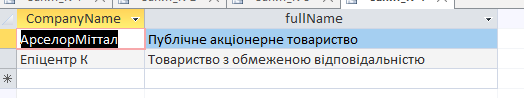 CompanyName fullName
АрселорМіттал Публічне акціонерне товариство
Епіцентр К Товариство з обмеженою відповідальністю